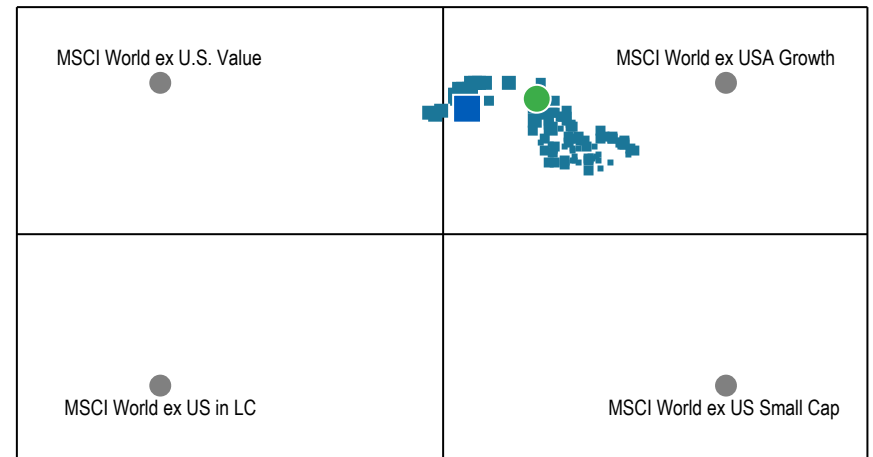 MSCI World ex U.S. Value
MSCI World ex USA Growth
MSCI World ex US in LC
MSCI World ex US Small Cap